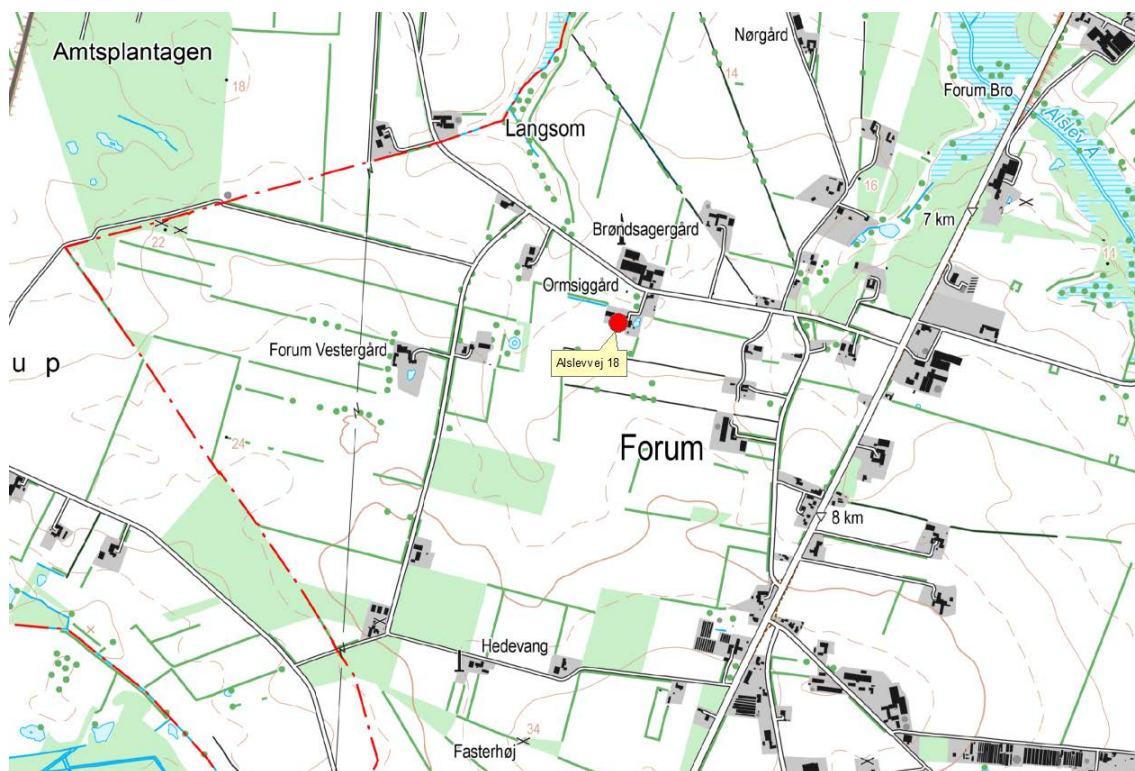 Amtsplantagen
18
Nørgård
14
Forum Bro
Alslev Å
Langsom
16
7 km
22
Brøndsagergård
14
Ormsiggård
Forum Vestergård
Alslevvej 18
u p
24
Forum
8 km
Hedevang
34
Fasterhøj